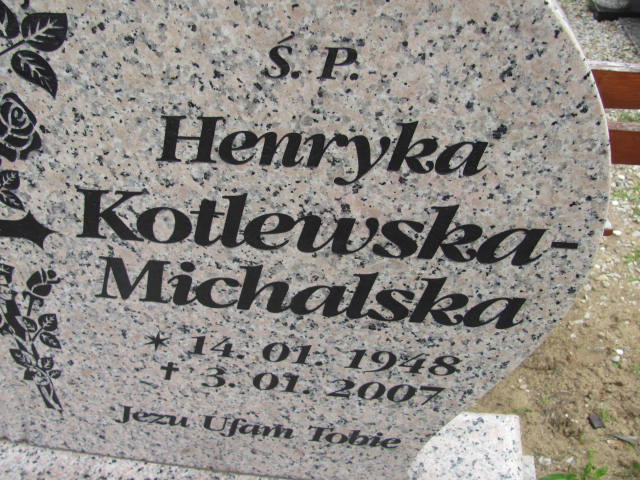 Ś. P.
Henryka
Kotlewska-
Michalska
* 14. 01. 1948
† 3. 01. 2007
Jezu Ufam Tobie